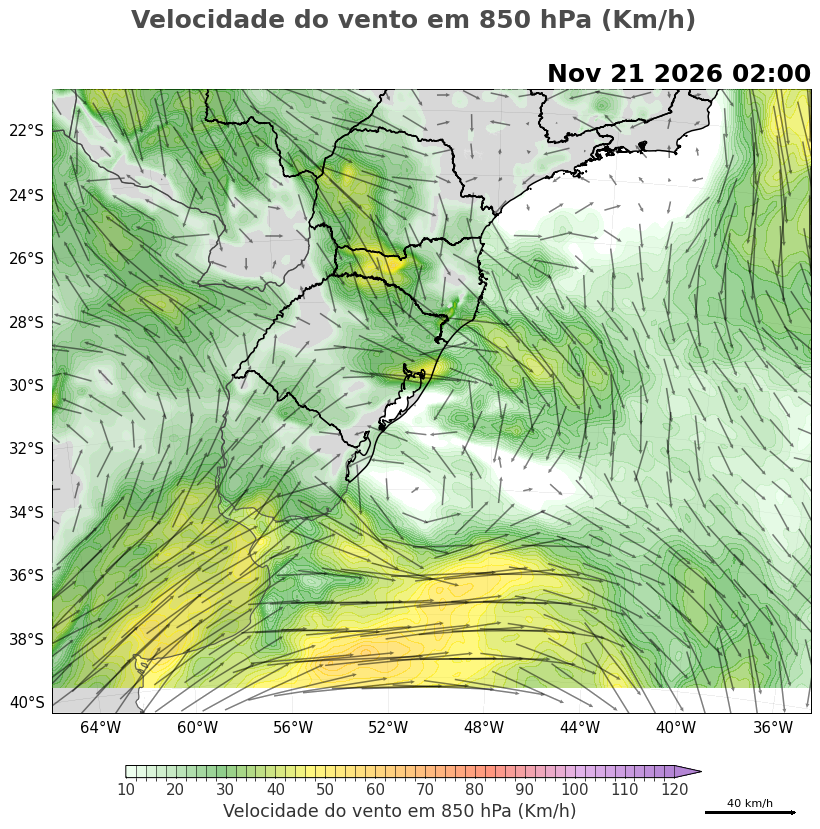 Velocidade do vento em 850 hPa (Km/h)
Nov 21 2026 02:00
22°S
24°S
26°S
28°S
30°S
32°S
34°S
36°S
38°S
40°S
64°W 60°W 56°W 52°W 48°W 44°W 40°W 36°W
10 20 30 40 50 60 70 80 90 100 110 120
Velocidade do vento em 850 hPa (Km/h)
40 km/h